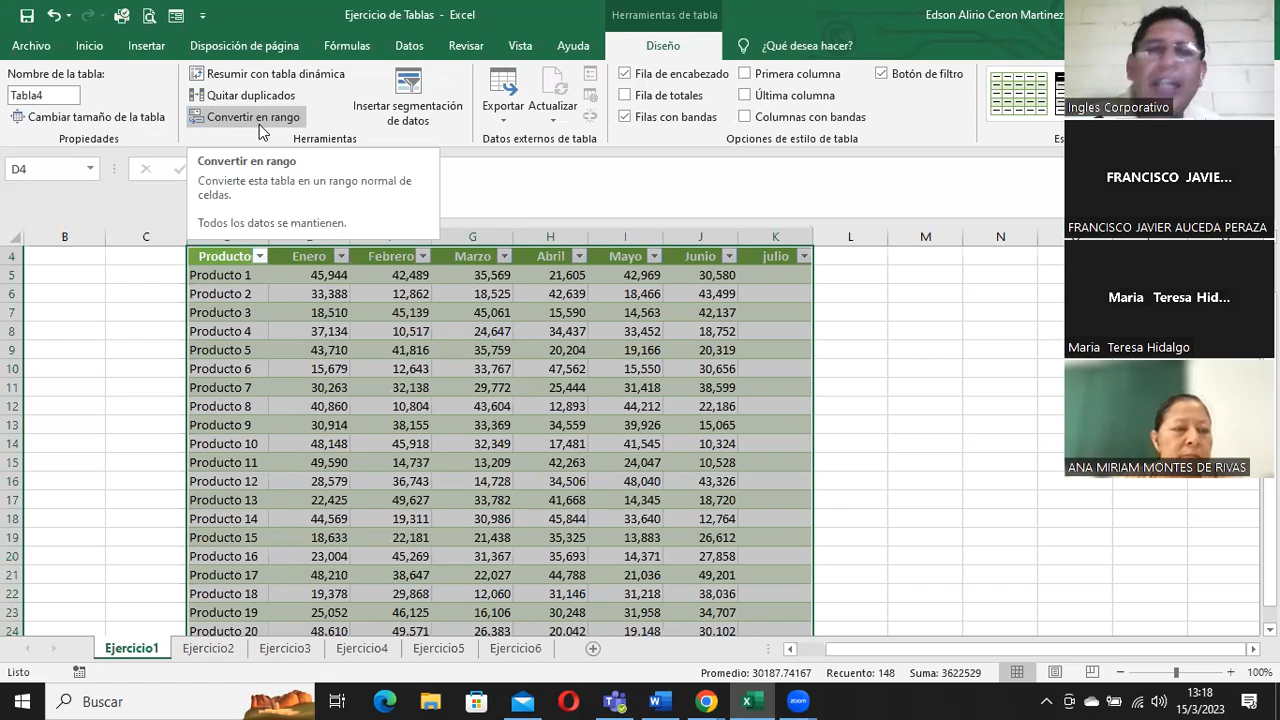 Ejercicio de Tablas - Excel
Herramientas de tabla
Edson Alirio Ceron Martinez
Archivo Inicio Insertar Disposición de página Fórmulas Datos Revisar Vista Ayuda Diseño ¿Qué desea hacer?
Nombre de la tabla:
Tabla4
Cambiar tamaño de la tabla
Propiedades
Resumir con tabla dinámica
Quitar duplicados
Convertir en rango
Insertar segmentación
de datos
Herramientas
Exportar Actualizar
Datos externos de tabla
Fila de encabezado Primera columna Botón de filtro
Fila de totales Última columna
Filas con bandas Columnas con bandas
Opciones de estilo de tabla
D4
Convertir en rango
Convierte esta tabla en un rango normal de
celdas.
Todos los datos se mantienen.
B C G H I J K L M N
4 Producto Enero Febrero Marzo Abril Mayo Junio julio
5 Producto 1 45,944 42,489 35,569 21,605 42,969 30,580
6 Producto 2 33,388 12,862 18,525 42,639 18,466 43,499
7 Producto 3 18,510 45,139 45,061 15,590 14,563 42,137
8 Producto 4 37,134 10,517 24,647 34,437 33,452 18,752
9 Producto 5 43,710 41,816 35,759 20,204 19,166 20,319
10 Producto 6 15,679 12,643 33,767 47,562 15,550 30,656
11 Producto 7 30,263 32,138 29,772 25,444 31,418 38,599
12 Producto 8 40,860 10,804 43,604 12,893 44,212 22,186
13 Producto 9 30,914 38,155 33,369 34,559 39,926 15,065
14 Producto 10 48,148 45,918 32,349 17,481 41,545 10,324
15 Producto 11 49,590 14,737 13,209 42,263 24,047 10,528
16 Producto 12 28,579 36,743 14,728 34,506 48,040 43,326
17 Producto 13 22,425 49,627 33,782 41,668 14,345 18,720
18 Producto 14 44,569 19,311 30,986 45,844 33,640 12,764
19 Producto 15 18,633 22,181 21,438 35,325 13,883 26,612
20 Producto 16 23,004 45,269 31,367 35,693 14,371 27,858
21 Producto 17 48,210 38,647 22,027 44,788 21,036 49,201
22 Producto 18 19,378 29,868 12,060 31,146 31,218 38,036
23 Producto 19 25,052 46,125 16,106 30,248 31,958 34,707
24 Producto 20 48,610 49,571 26,383 20,042 19,148 30,102
Ejercicio1 Ejercicio2 Ejercicio3 Ejercicio4 Ejercicio5 Ejercicio6
Listo
Promedio: 30187.74167 Recuento: 148 Suma: 3622529
100%
Buscar
13:18
15/3/2023
Ingles Corporativo
FRANCISCO JAVIE...
FRANCISCO JAVIER AUCEDA PERAZA
Maria Teresa Hid...
Maria Teresa Hidalgo
ANA MIRIAM MONTES DE RIVAS